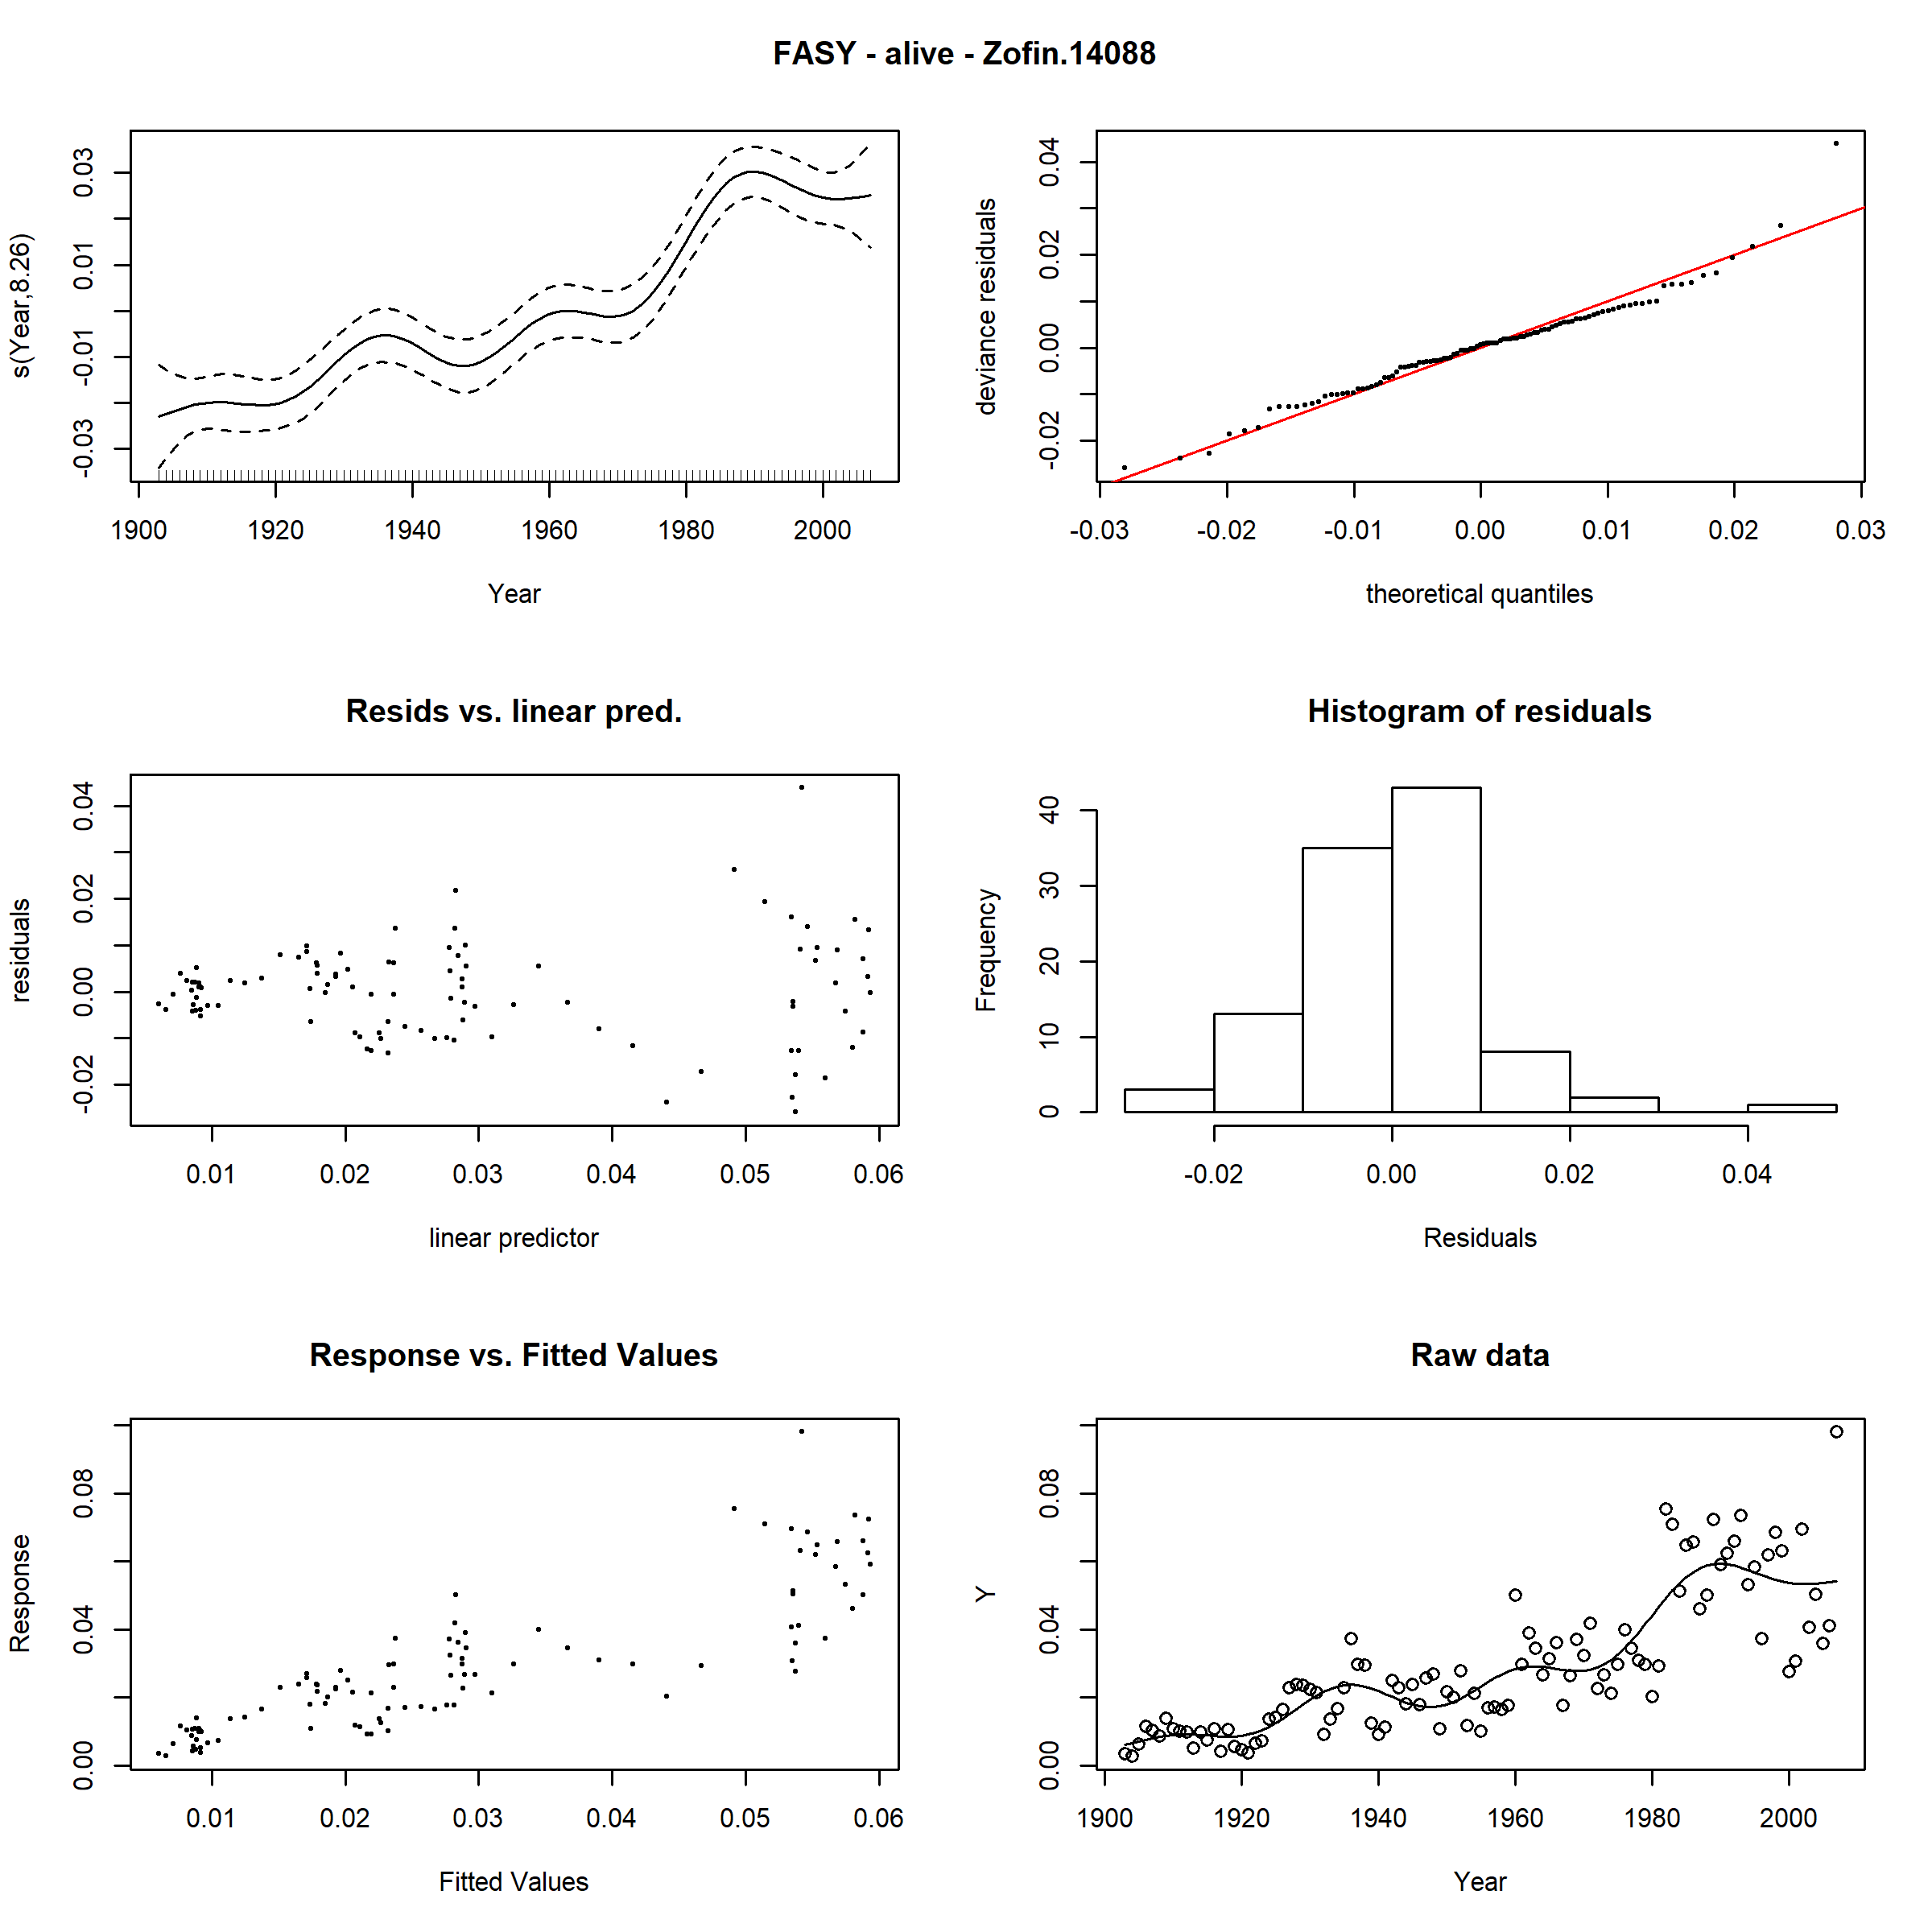 FASY - alive - Zofin.14088
s(Year,8.26)
-0.03 -0.01 0.01 0.03
1900 1920 1940 1960 1980 2000
Year
deviance residuals
-0.02 0.00 0.02 0.04
-0.03 -0.02 -0.01 0.00 0.01 0.02 0.03
theoretical quantiles
Resids vs. linear pred.
residuals
-0.02 0.00 0.02 0.04
0.01 0.02 0.03 0.04 0.05 0.06
linear predictor
Histogram of residuals
Frequency
0 10 20 30 40
-0.02 0.00 0.02 0.04
Residuals
Response vs. Fitted Values
Response
0.00 0.04 0.08
0.01 0.02 0.03 0.04 0.05 0.06
Fitted Values
Raw data
Y
0.00 0.04 0.08
1900 1920 1940 1960 1980 2000
Year